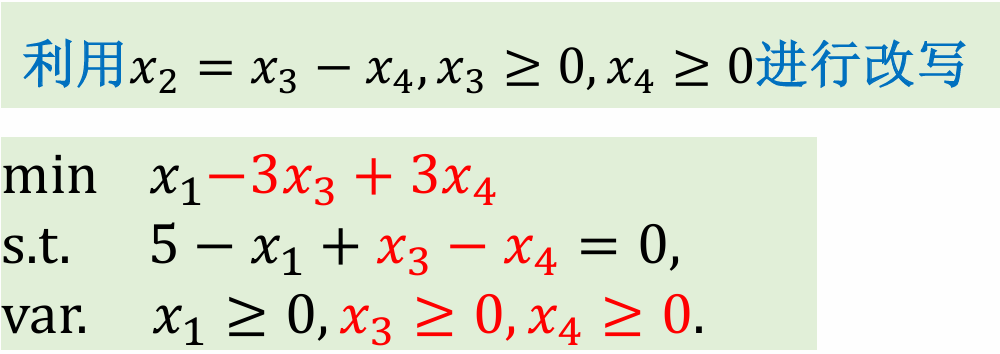 利用x₂ = x₃ − x₄, x₃ ≥ 0, x₄ ≥ 0进行改写
min x₁−3x₃ + 3x₄
s.t. 5 − x₁ + x₃ − x₄ = 0,
var. x₁ ≥ 0, x₃ ≥ 0, x₄ ≥ 0.